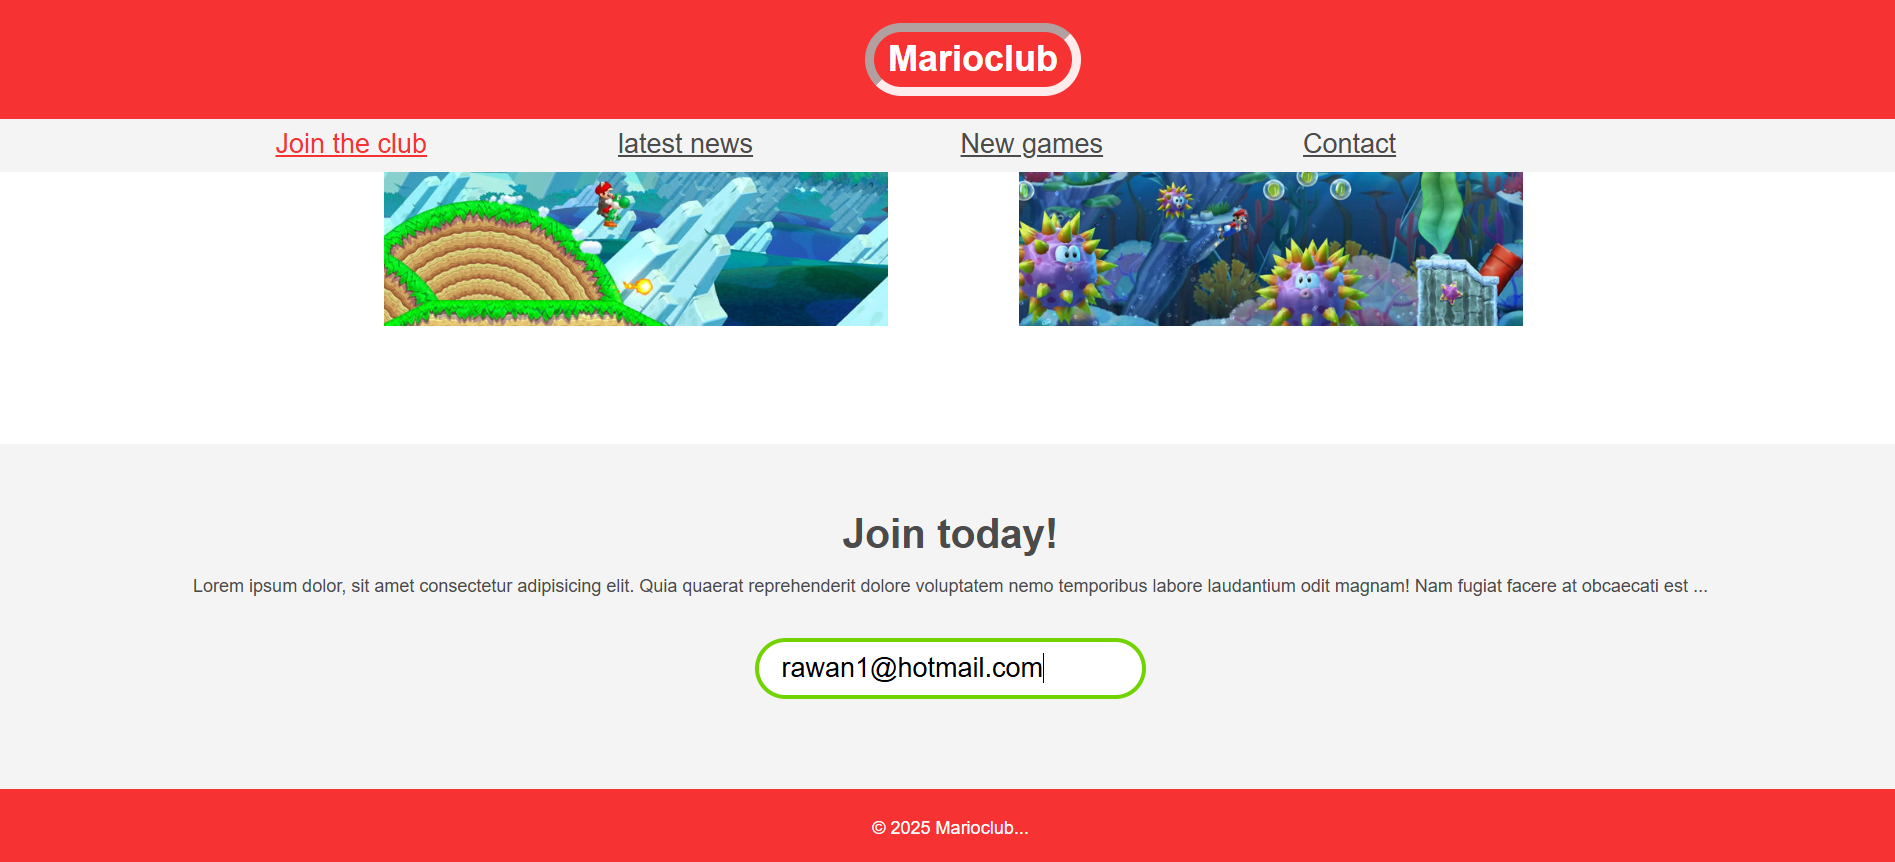 Marioclub
Join the club latest news New games Contact
Join today!
Lorem ipsum dolor, sit amet consectetur adipisicing elit. Quia quaerat reprehenderit dolore voluptatem nemo temporibus labore laudantium odit magnam! Nam fugiat facere at obcaecati est ...
rawan1@hotmail.com
© 2025 Marioclub...